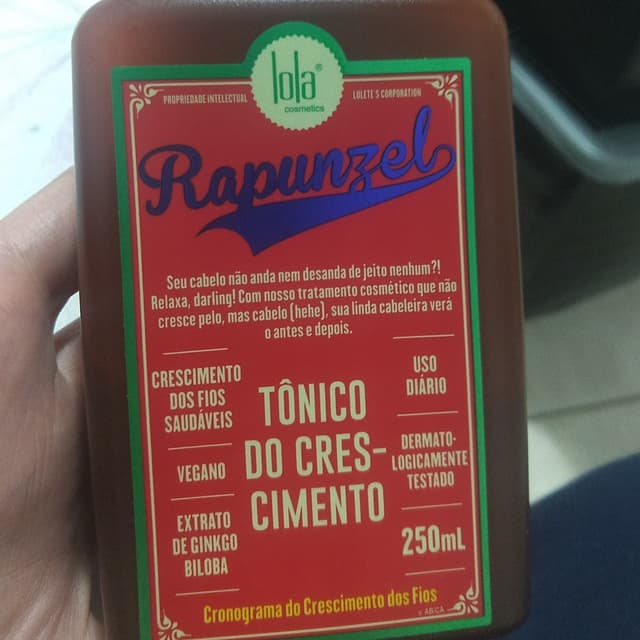 lola®
cosmetics
PROPRIEDADE INTELECTUAL
LOLETE'S CORPORATION
Rapunzel
Seu cabelo não anda nem desanda de jeito nenhum?!
Relaxa, darling! Com nosso tratamento cosmético que não
cresce pelo, mas cabelo (hehe), sua linda cabeleira verá
o antes e depois.
CRESCIMENTO
DOS FIOS
SAUDÁVEIS
VEGANO
EXTRATO
DE GINKGO
BILOBA
TÔNICO
DO CRES-
CIMENTO
USO
DIÁRIO
DERMATO-
LOGICAMENTE
TESTADO
250mL
Cronograma do Crescimento dos Fios